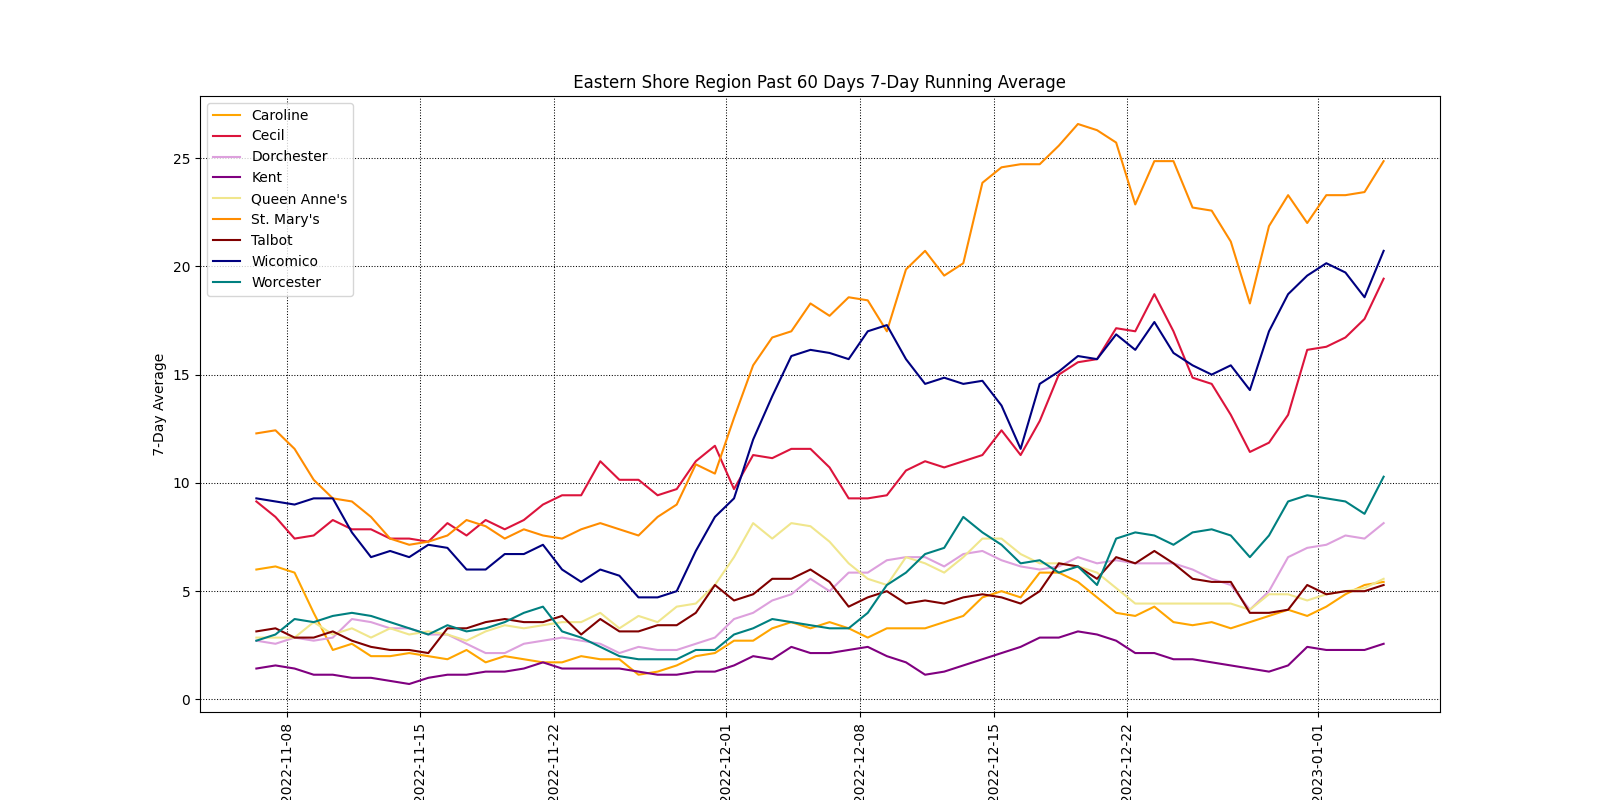 Eastern Shore Region Past 60 Days 7-Day Running Average
Caroline
Cecil
Dorchester
Kent
Queen Anne's
St. Mary's
Talbot
Wicomico
Worcester
7-Day Average
25
20
15
10
5
0
2022-11-08
2022-11-15
2022-11-22
2022-12-01
2022-12-08
2022-12-15
2022-12-22
2023-01-01